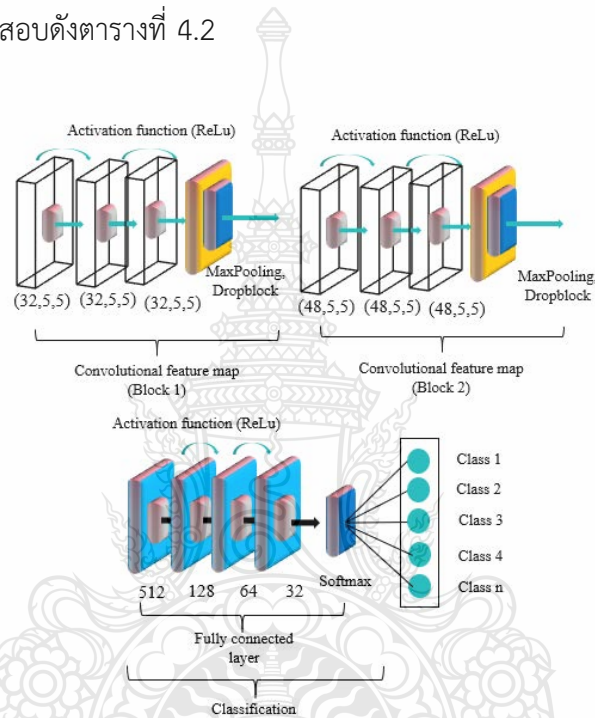 สอบดังตารางที่ 4.2
Activation function (ReLu)
Activation function (ReLu)
MaxPooling,
Dropblock
MaxPooling,
Dropblock
(32,5,5) (32,5,5) (32,5,5)
(48,5,5) (48,5,5) (48,5,5)
Convolutional feature map
(Block 1)
Convolutional feature map
(Block 2)
Activation function (ReLu)
Class 1
Class 2
Class 3
Class 4
Class n
Softmax
512 128 64 32
Fully connected
layer
Classification